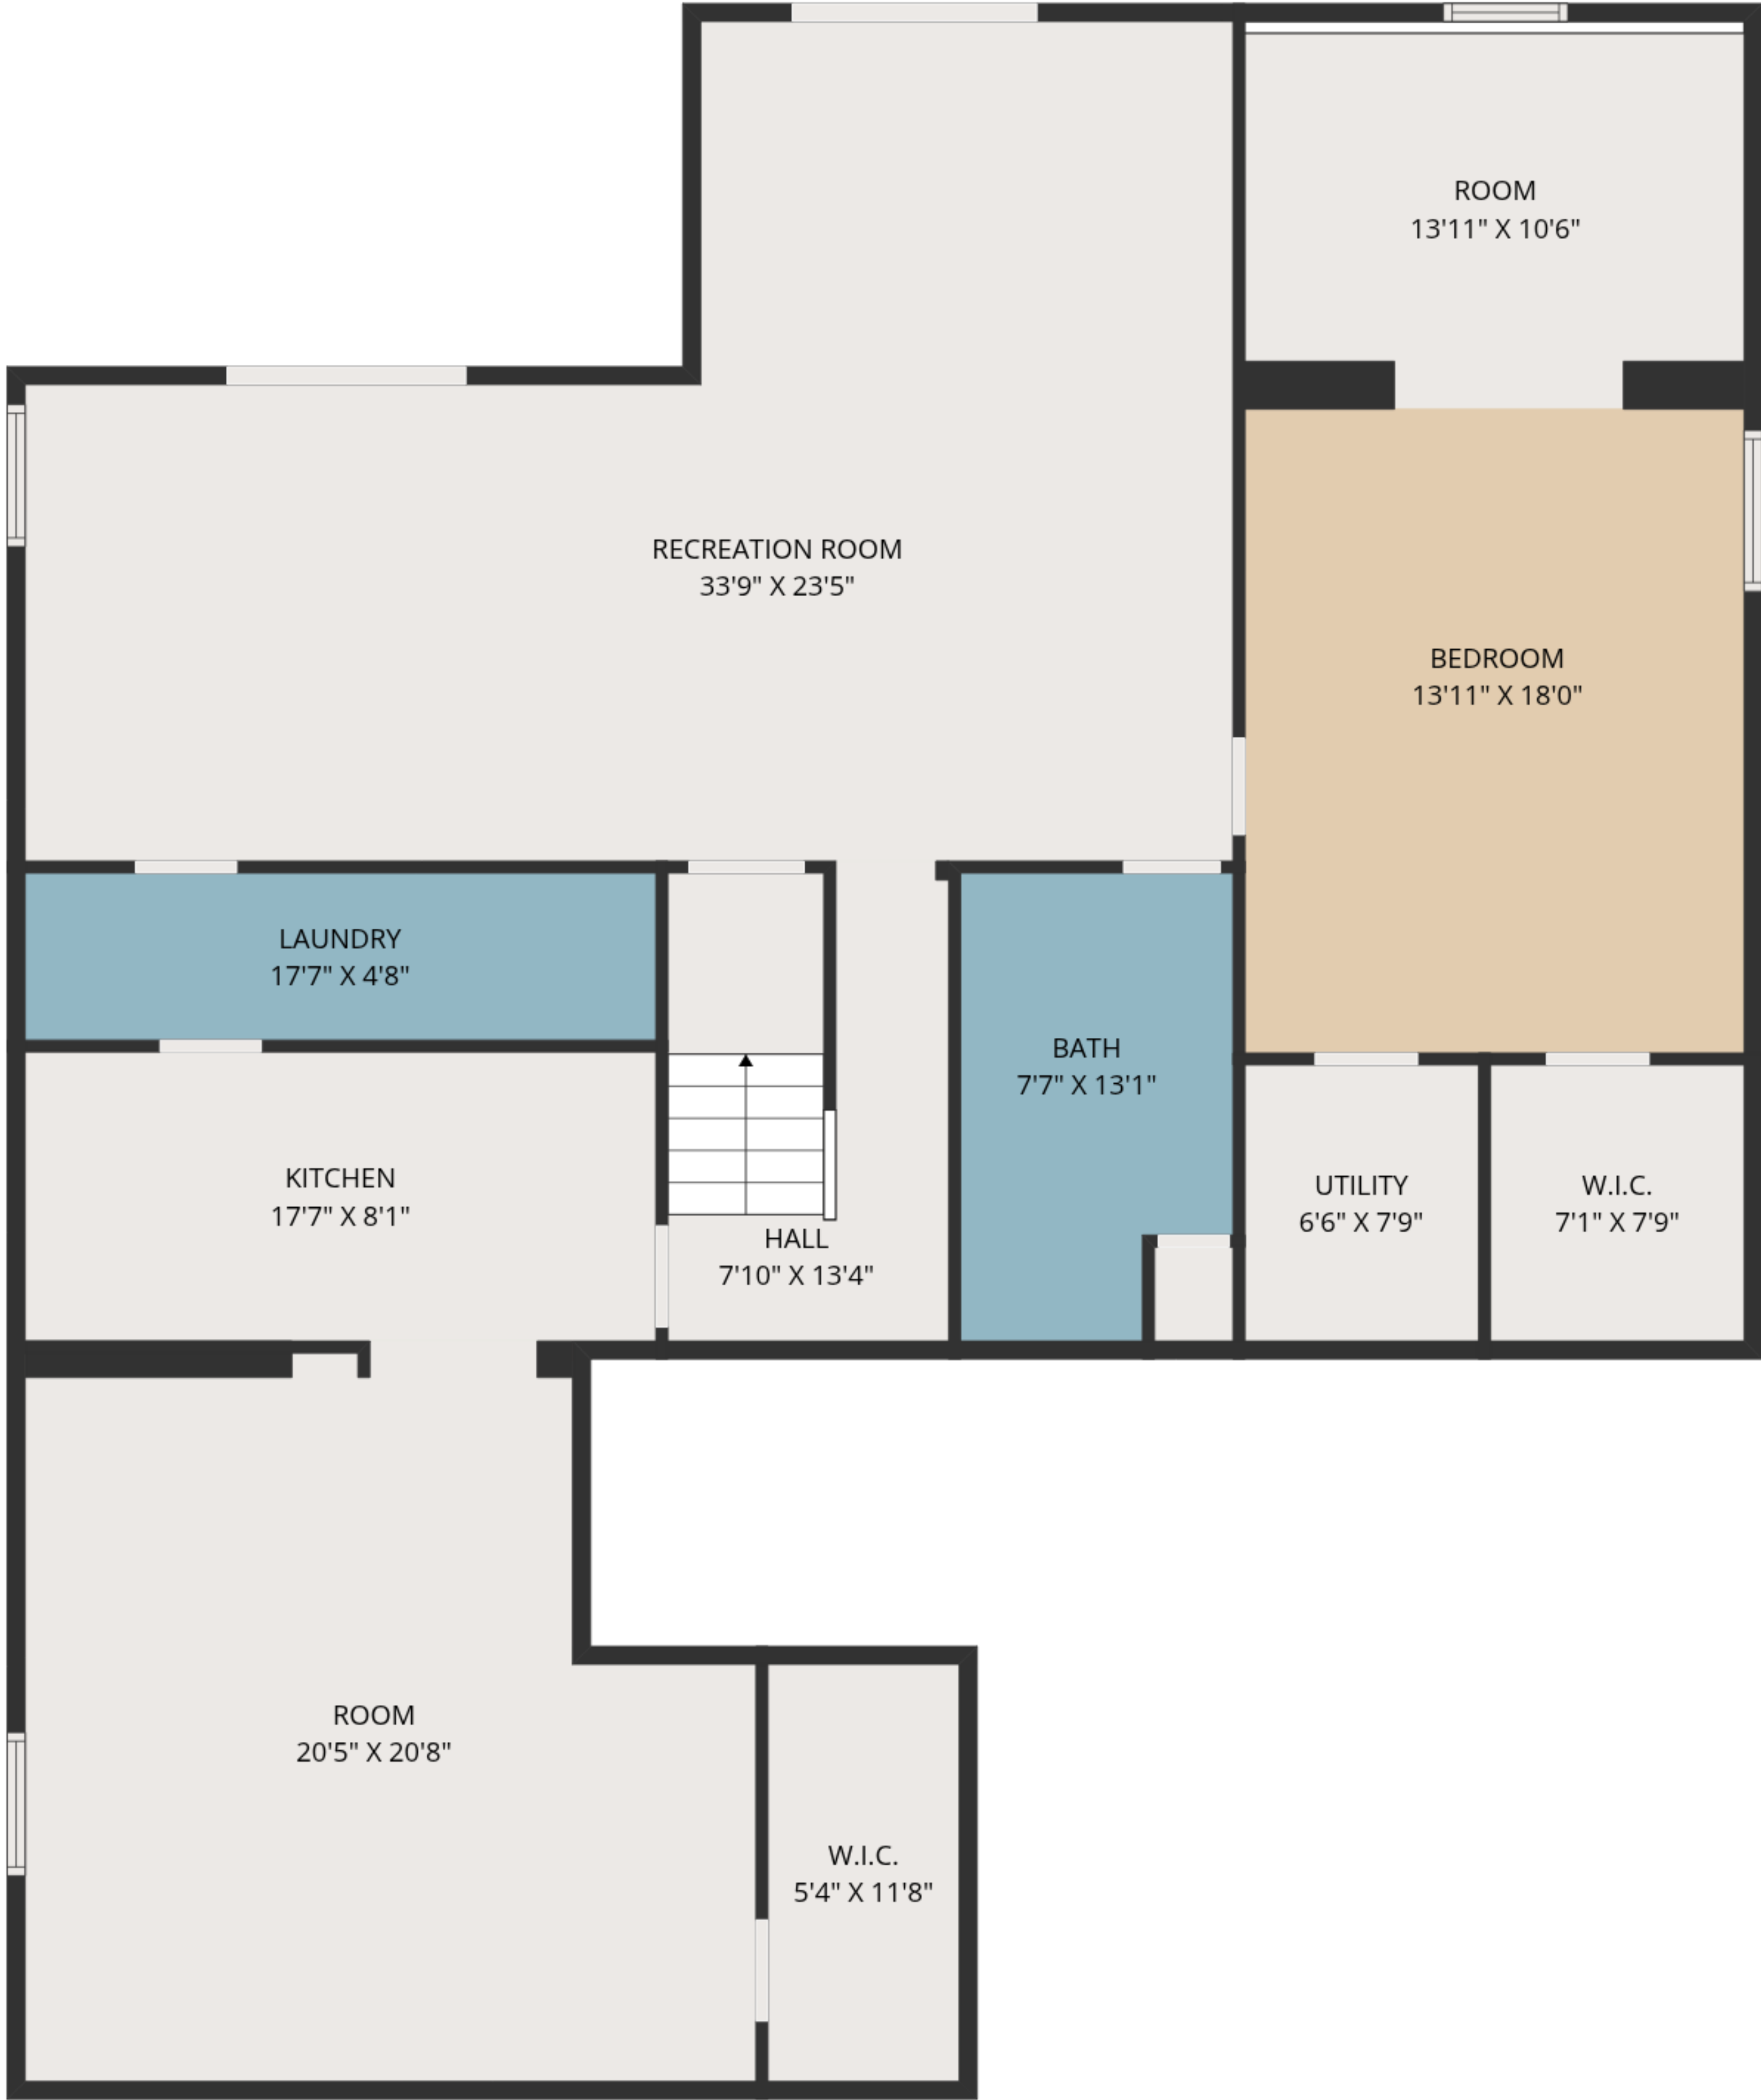 ROOM
13'11" X 10'6"
RECREATION ROOM
33'9" X 23'5"
BEDROOM
13'11" X 18'0"
LAUNDRY
17'7" X 4'8"
BATH
7'7" X 13'1"
KITCHEN
17'7" X 8'1"
UTILITY
6'6" X 7'9"
W.I.C.
7'1" X 7'9"
HALL
7'10" X 13'4"
ROOM
20'5" X 20'8"
W.I.C.
5'4" X 11'8"